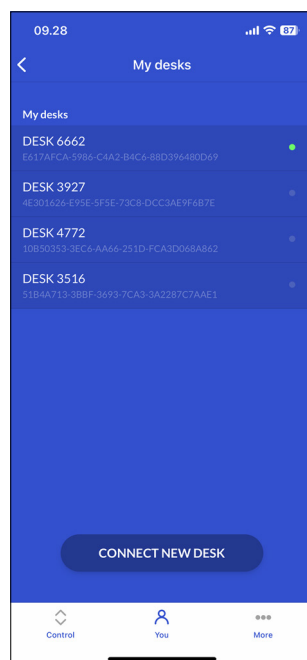 09.28
87
My desks
My desks
DESK 6662
E617AFCA-5986-C4A2-B4C6-88D396480D69
DESK 3927
4E301626-E95E-5F5E-73C8-DCC3AE9F6B7E
DESK 4772
10B50353-3EC6-AA66-251D-FCA3D068A862
DESK 3516
51B4A713-3BBF-3693-7CA3-3A2287C7AAE1
CONNECT NEW DESK
Control
You
More